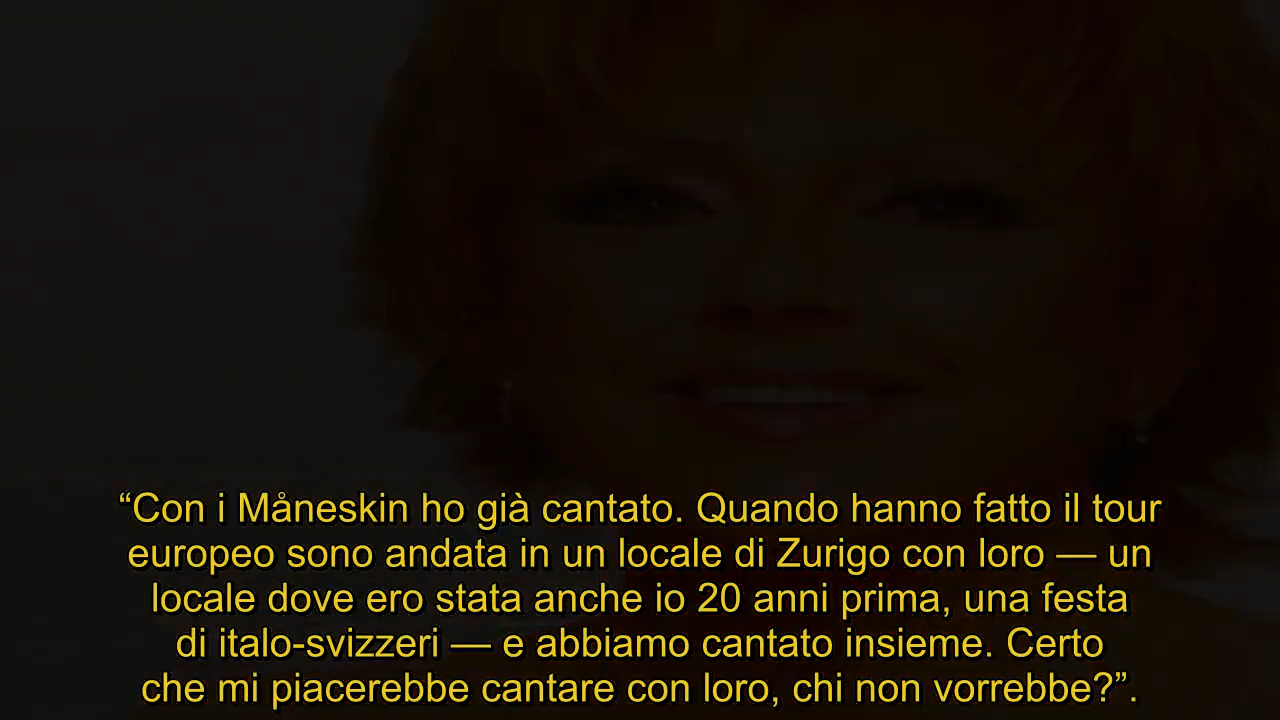 “Con i Måneskin ho già cantato. Quando hanno fatto il tour
europeo sono andata in un locale di Zurigo con loro — un
locale dove ero stata anche io 20 anni prima, una festa
di italo-svizzeri — e abbiamo cantato insieme. Certo
che mi piacerebbe cantare con loro, chi non vorrebbe?”.